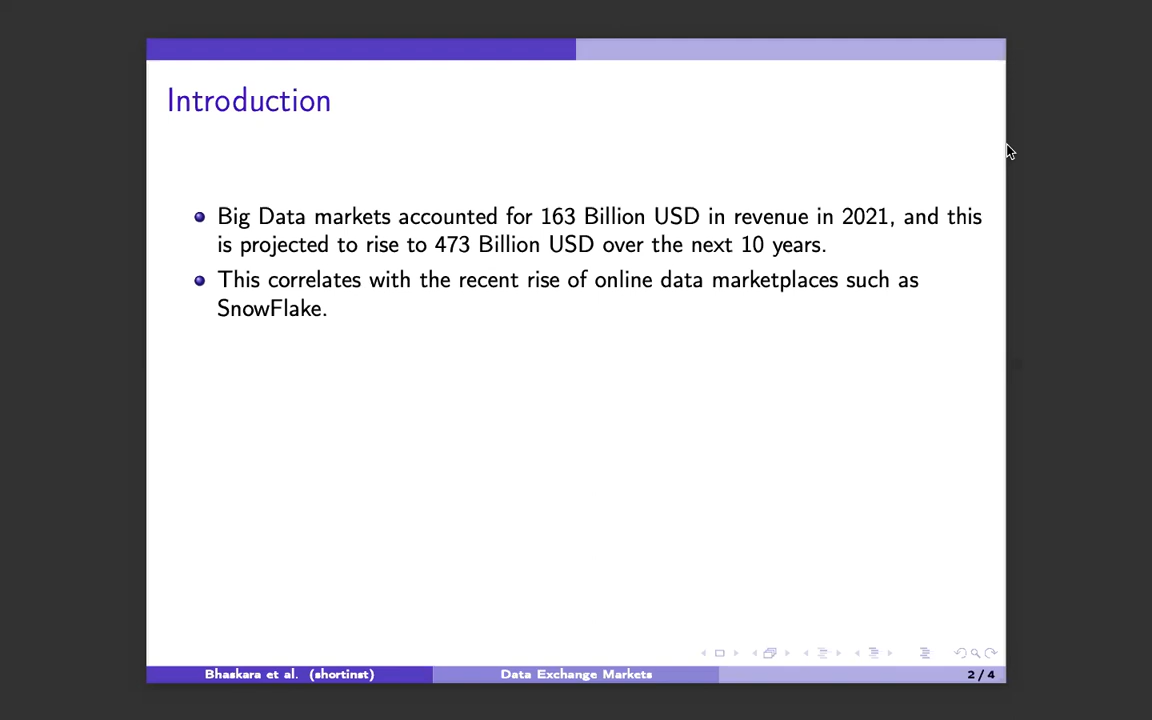 Introduction
Big Data markets accounted for 163 Billion USD in revenue in 2021, and this
is projected to rise to 473 Billion USD over the next 10 years.
This correlates with the recent rise of online data marketplaces such as
SnowFlake.
Bhaskara et al. (shortinst)
Data Exchange Markets
2 / 4